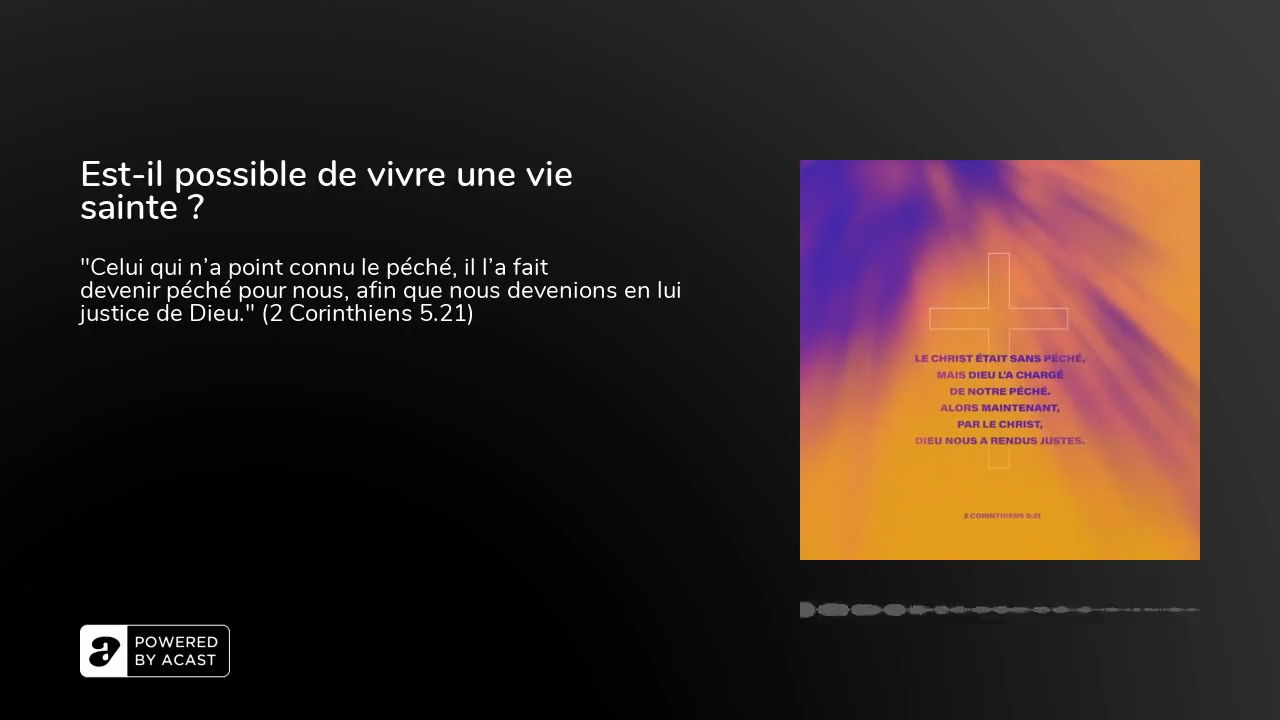 Est-il possible de vivre une vie
sainte ?
"Celui qui n’a point connu le péché, il l’a fait
devenir péché pour nous, afin que nous devenions en lui
justice de Dieu." (2 Corinthiens 5.21)
LE CHRIST ÉTAIT SANS PÉCHÉ,
MAIS DIEU L'A CHARGÉ
DE NOTRE PÉCHÉ.
ALORS MAINTENANT,
PAR LE CHRIST,
DIEU NOUS A RENDUS JUSTES.
2 CORINTHIENS 5:21
POWERED
BY ACAST